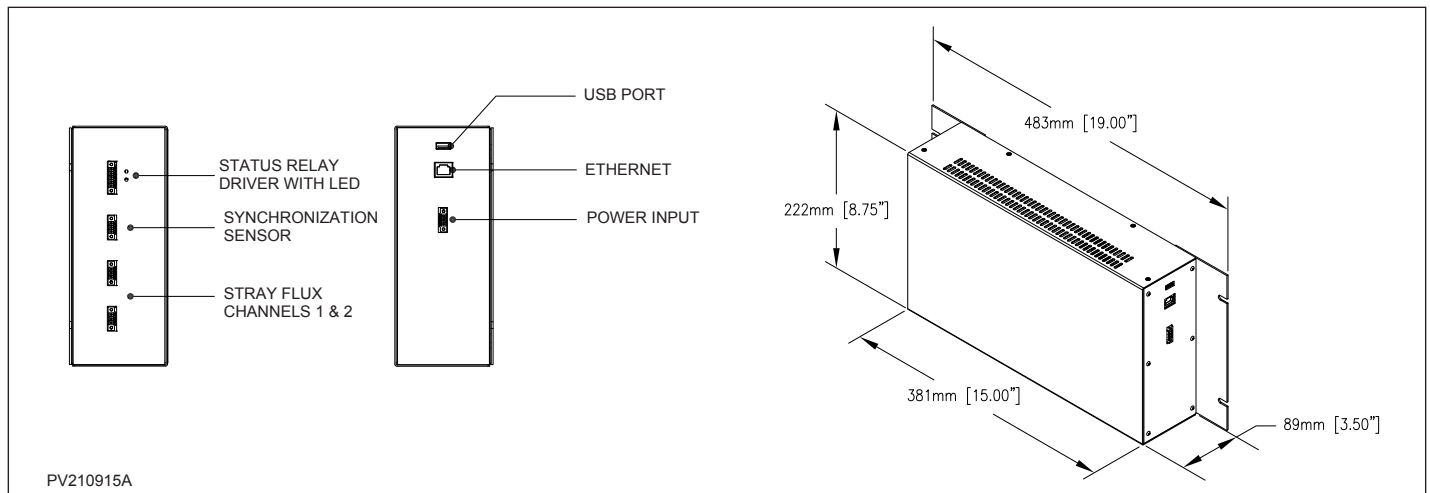 USB PORT
ETHERNET
POWER INPUT
STATUS RELAY
DRIVER WITH LED
SYNCHRONIZATION
SENSOR
STRAY FLUX
CHANNELS 1 & 2
483mm [19.00”]
222mm [8.75”]
381mm [15.00”]
89mm [3.50”]
PV210915A